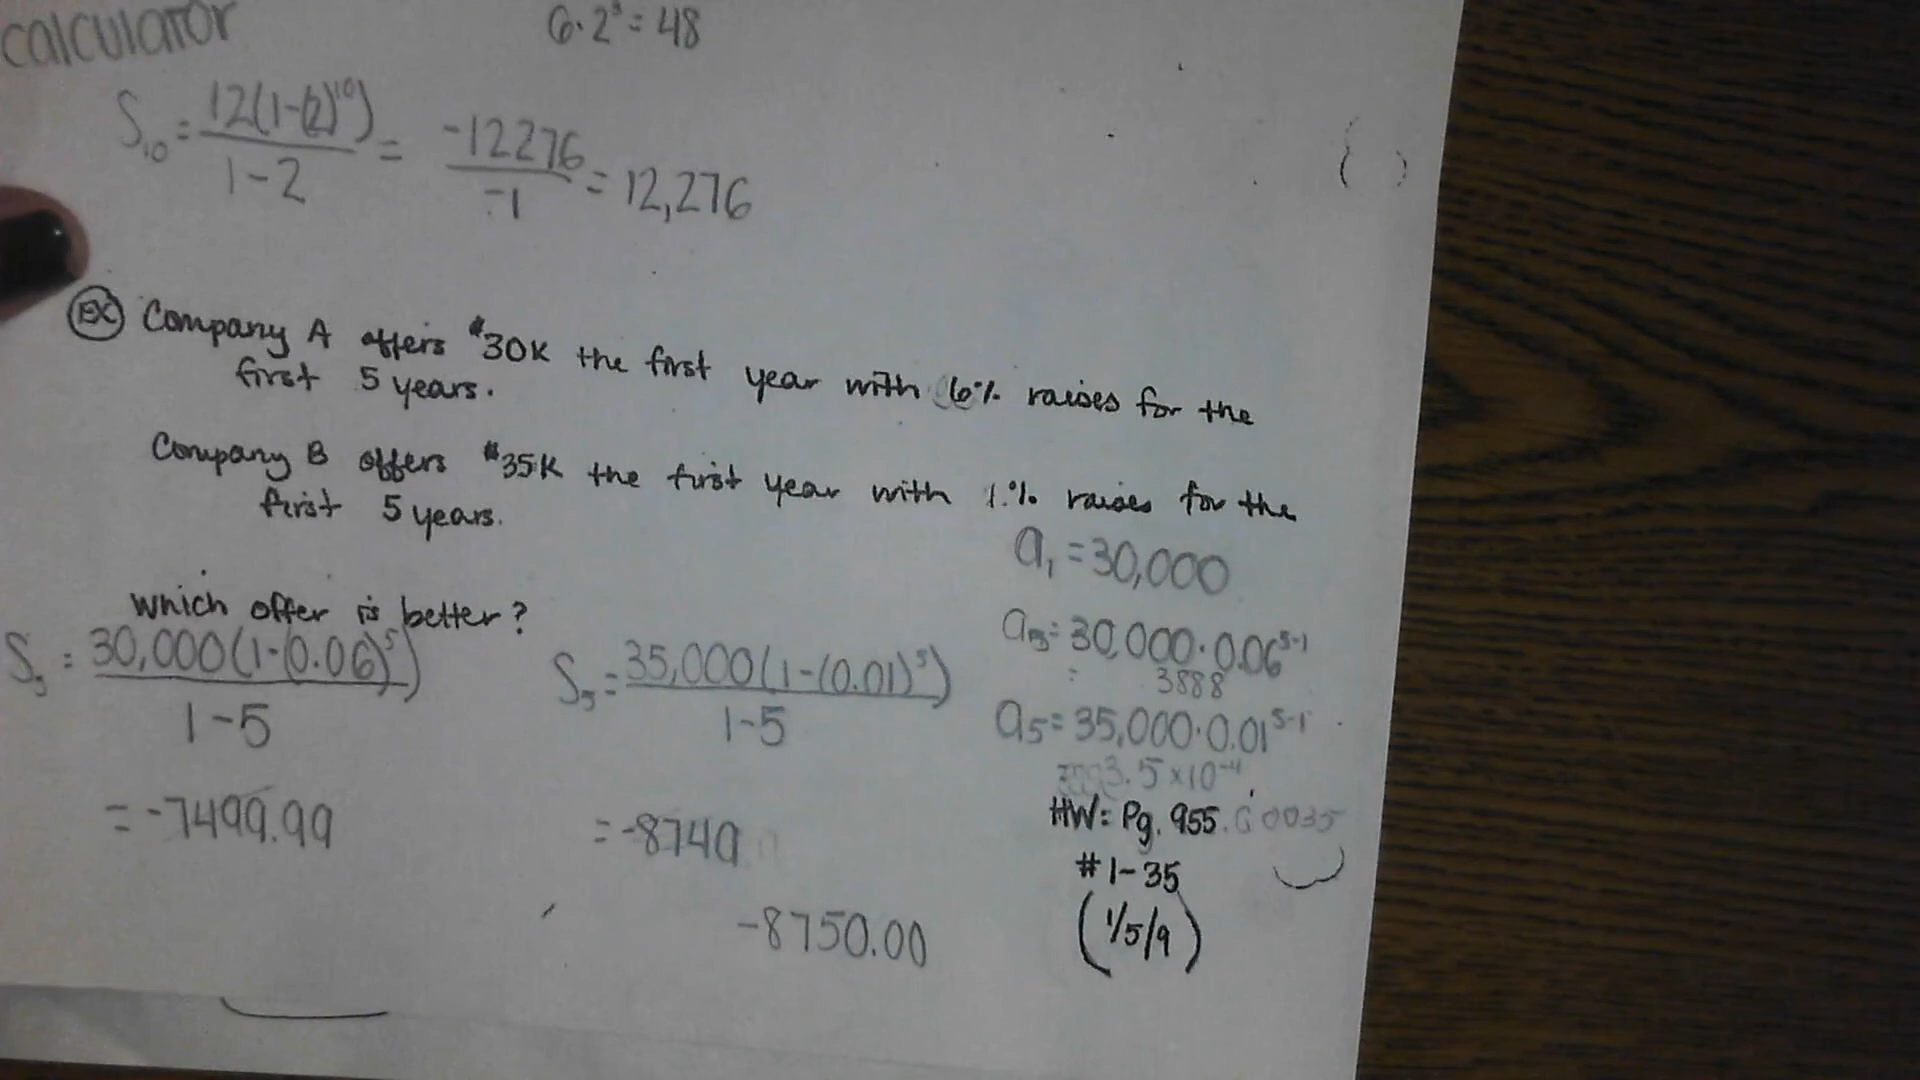 calculator
6·2³=48
S₁₀ = 12(1-(2)¹⁰) / 1-2 = -12276 / -1 = 12,276
EX Company A offers $30K the first year with 6% raises for the
first 5 years.
Company B offers $35K the first year with 1% raises for the
first 5 years.
which offer is better?
a₁ = 30,000
S₅ = 30,000(1-(0.06)⁵) / 1-5
= -7499.99
S₅ = 35,000(1-(0.01)⁵) / 1-5
= -8749
-8750.00
a₅ = 30,000·0.06⁵⁻¹
= .3888
a₅ = 35,000·0.01⁵⁻¹
3.5×10⁻⁴
HW: Pg. 955
#1-35
(1/5/9)